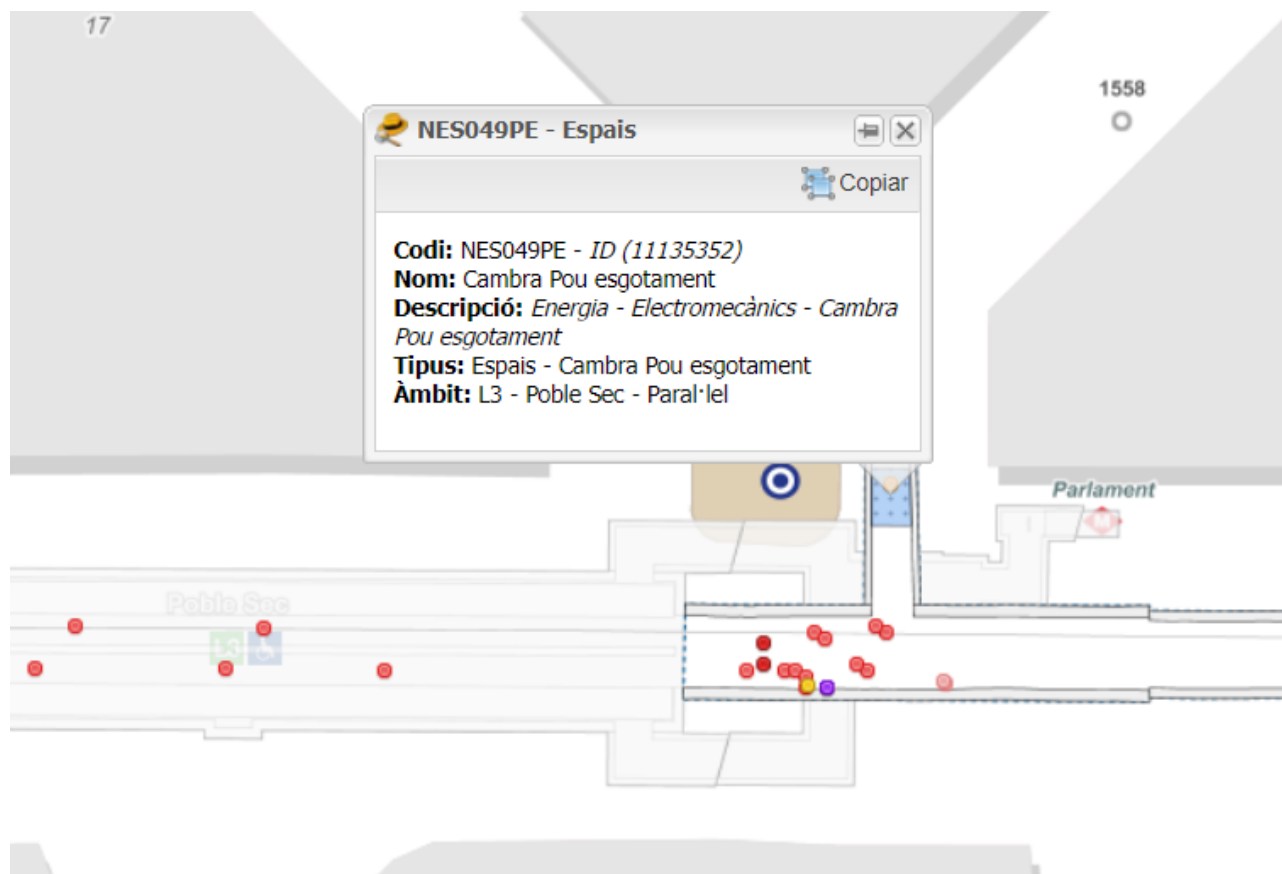 17
1558
NES049PE - Espais
Copiar
Codi: NES049PE - ID (11135352)
Nom: Cambra Pou esgotament
Descripció: Energia - Electromecànics - Cambra
Pou esgotament
Tipus: Espais - Cambra Pou esgotament
Àmbit: L3 - Poble Sec - Paral·lel
Parlament
M
Poble Sec
L3